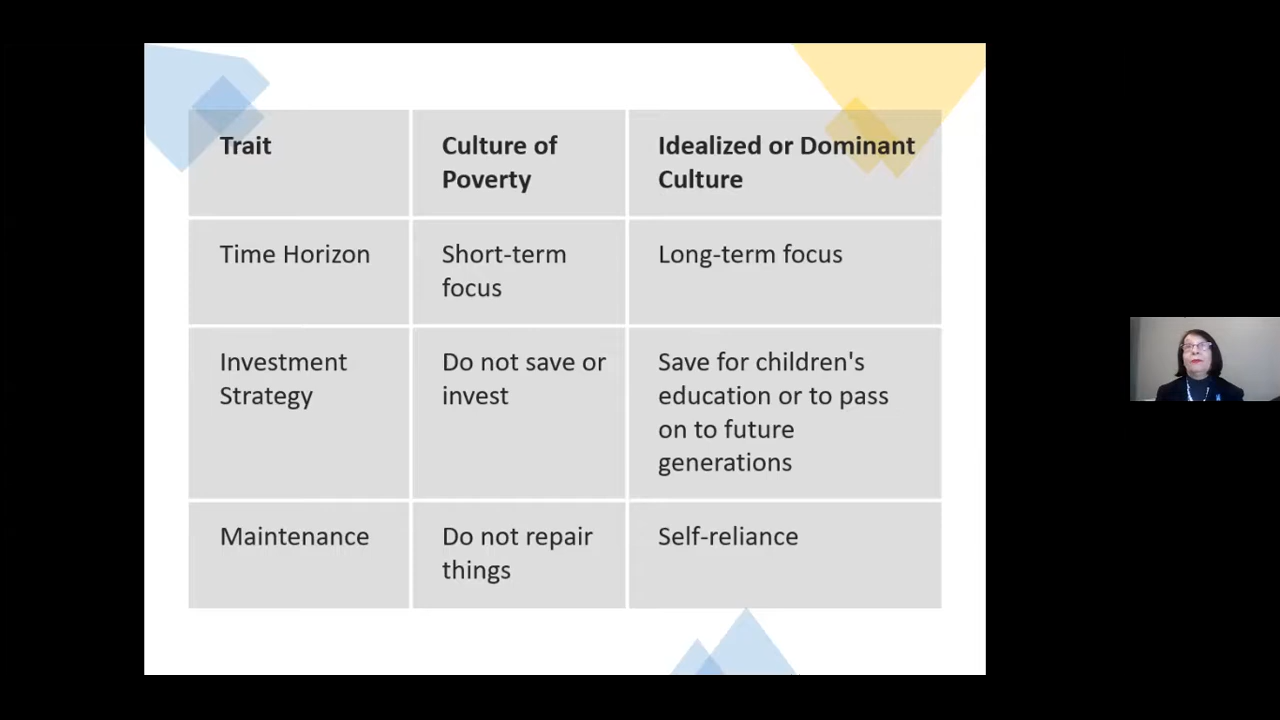 Trait
Culture of
Poverty
Idealized or Dominant
Culture
Time Horizon
Short-term
focus
Long-term focus
Investment
Strategy
Do not save or
invest
Save for children's
education or to pass
on to future
generations
Maintenance
Do not repair
things
Self-reliance